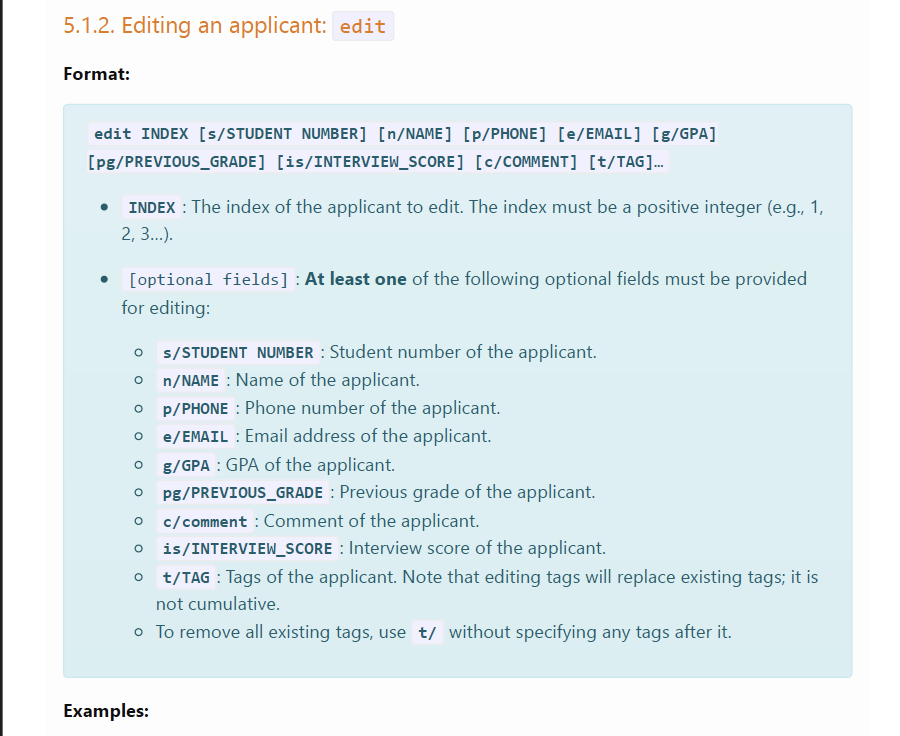 5.1.2. Editing an applicant: edit
Format:
edit INDEX [s/STUDENT NUMBER] [n/NAME] [p/PHONE] [e/EMAIL] [g/GPA]
[pg/PREVIOUS_GRADE] [is/INTERVIEW_SCORE] [c/COMMENT] [t/TAG]…
INDEX : The index of the applicant to edit. The index must be a positive integer (e.g., 1,
2, 3…).
[optional fields] : At least one of the following optional fields must be provided
for editing:
s/STUDENT NUMBER : Student number of the applicant.
n/NAME : Name of the applicant.
p/PHONE : Phone number of the applicant.
e/EMAIL : Email address of the applicant.
g/GPA : GPA of the applicant.
pg/PREVIOUS_GRADE : Previous grade of the applicant.
c/comment : Comment of the applicant.
is/INTERVIEW_SCORE : Interview score of the applicant.
t/TAG : Tags of the applicant. Note that editing tags will replace existing tags; it is
not cumulative.
To remove all existing tags, use t/ without specifying any tags after it.
Examples: